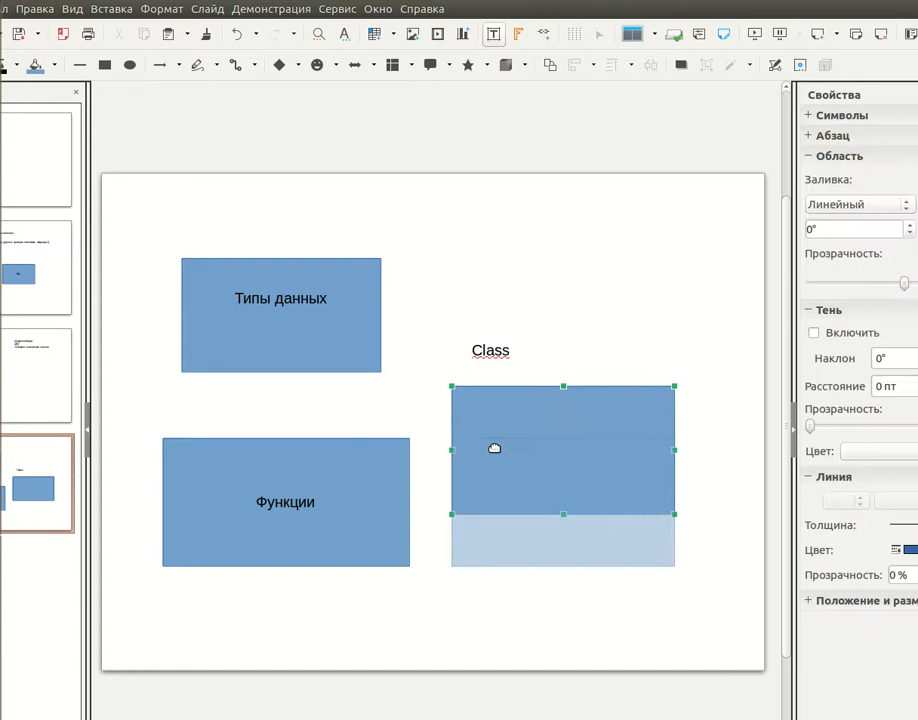 л Правка Вид Вставка Формат Слайд Демонстрация Сервис Окно Справка
Свойства
Символы
Абзац
Область
Заливка:
Линейный
0°
Прозрачность:
Тень
Включить
Наклон 0°
Расстояние 0 пт
Прозрачность:
Цвет:
Линия
Толщина:
Цвет:
Прозрачность: 0 %
Положение и разм
Типы данных
Class
Функции